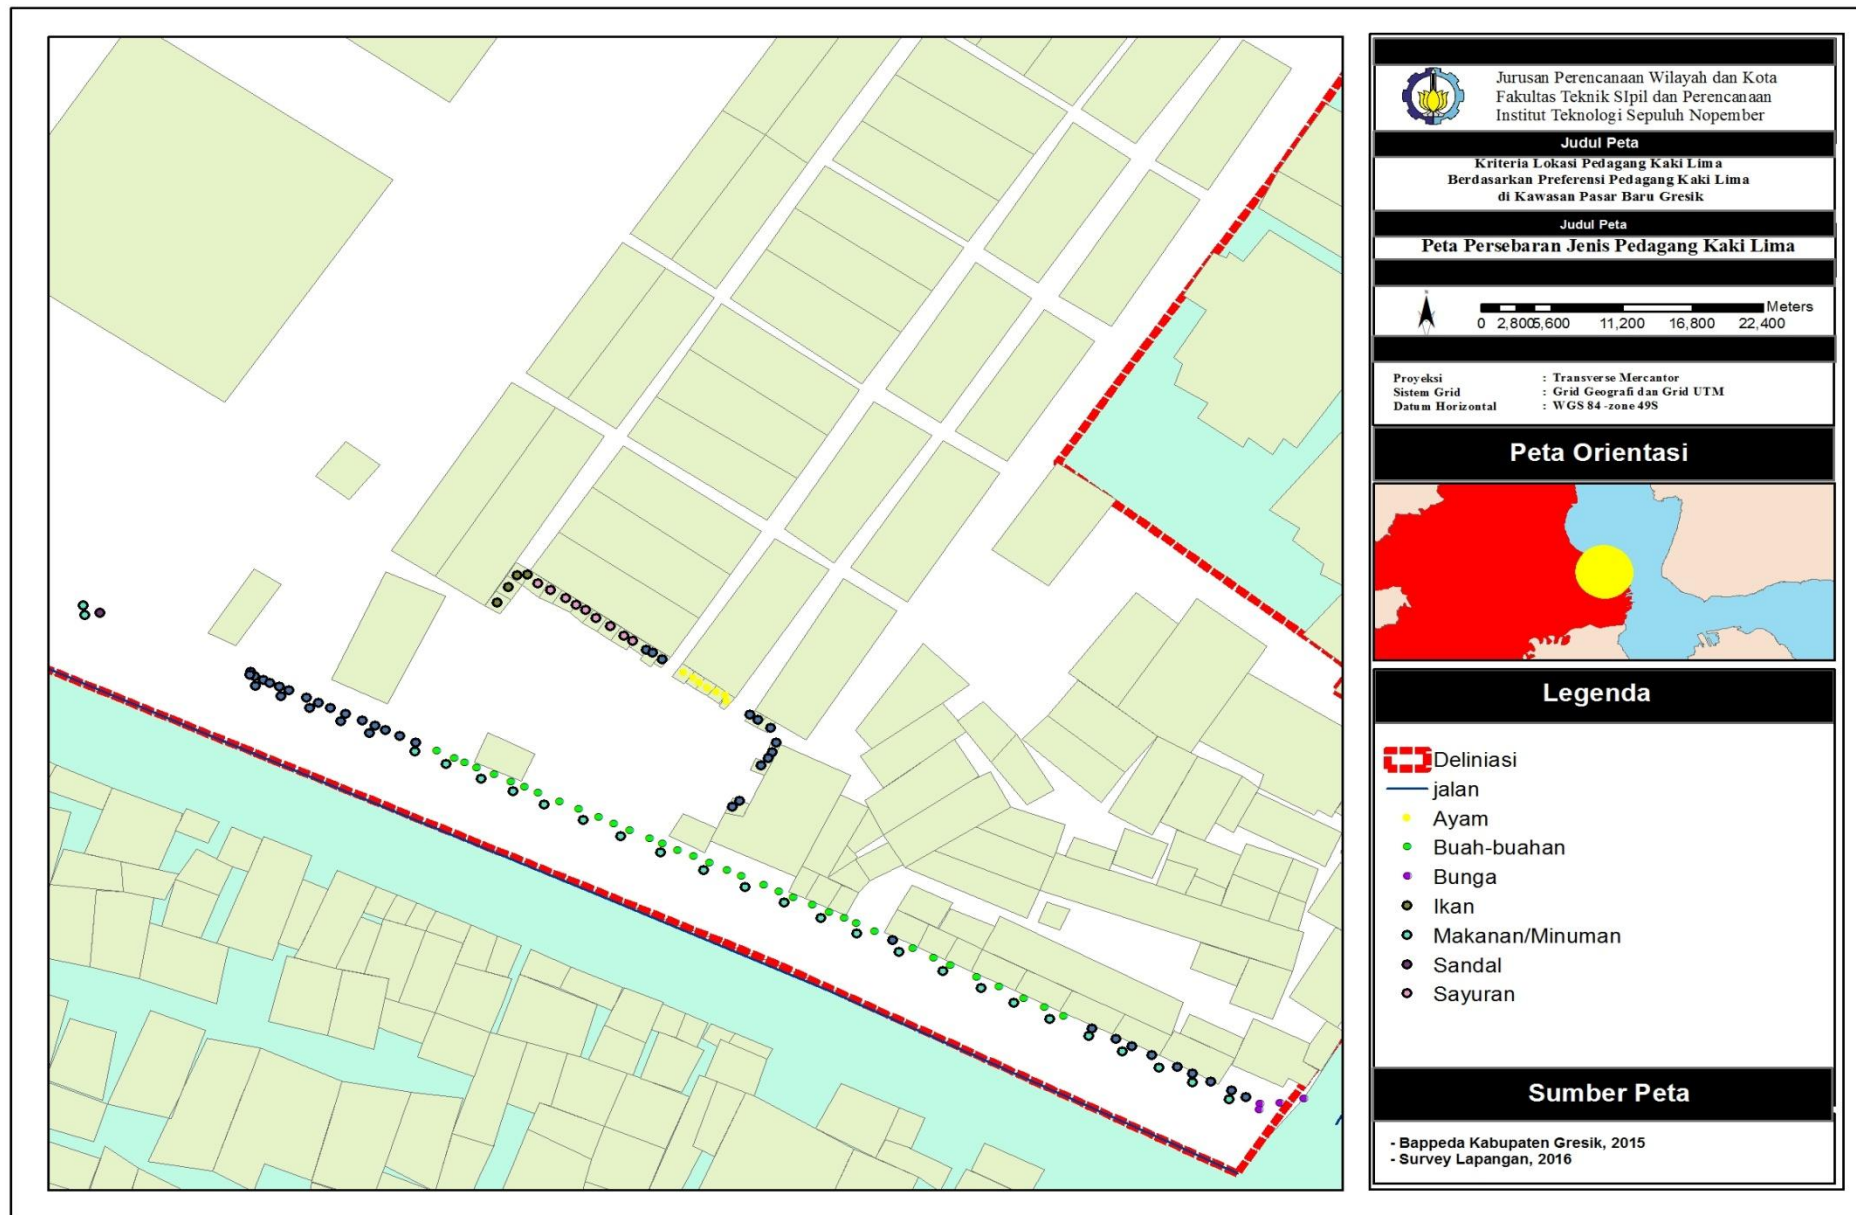 Jurusan Perencanaan Wilayah dan Kota
Fakultas Teknik SIpil dan Perencanaan
Institut Teknologi Sepuluh Nopember
Judul Peta
Kriteria Lokasi Pedagang Kaki Lima
Berdasarkan Preferensi Pedagang Kaki Lima
di Kawasan Pasar Baru Gresik
Judul Peta
Peta Persebaran Jenis Pedagang Kaki Lima
Meters
0 2,800 5,600 11,200 16,800 22,400
Proyeksi : Transverse Mercantor
Sistem Grid : Grid Geografi dan Grid UTM
Datum Horizontal : WGS 84 -zone 49S
Peta Orientasi
Legenda
Deliniasi
jalan
Ayam
Buah-buahan
Bunga
Ikan
Makanan/Minuman
Sandal
Sayuran
Sumber Peta
- Bappeda Kabupaten Gresik, 2015
- Survey Lapangan, 2016